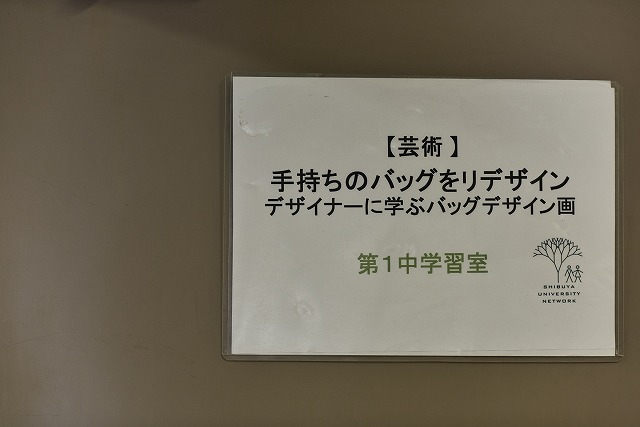 【芸術】
手持ちのバッグをリデザイン
デザイナーに学ぶバッグデザイン画
第1中学習室
SHIBUYA
UNIVERSITY
NETWORK